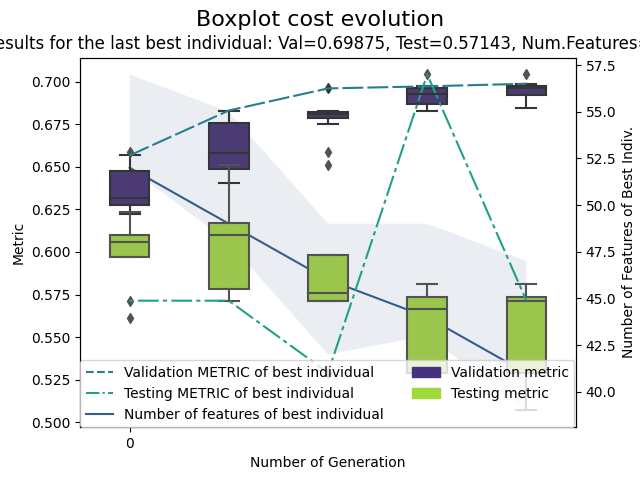 Boxplot cost evolution
esults for the last best individual: Val=0.69875, Test=0.57143, Num.Features=
0.700
0.675
0.650
0.625
0.600
0.575
0.550
0.525
0.500
Metric
57.5
55.0
52.5
50.0
47.5
45.0
42.5
40.0
Number of Features of Best Indiv.
Validation METRIC of best individual
Testing METRIC of best individual
Number of features of best individual
Validation metric
Testing metric
0
Number of Generation